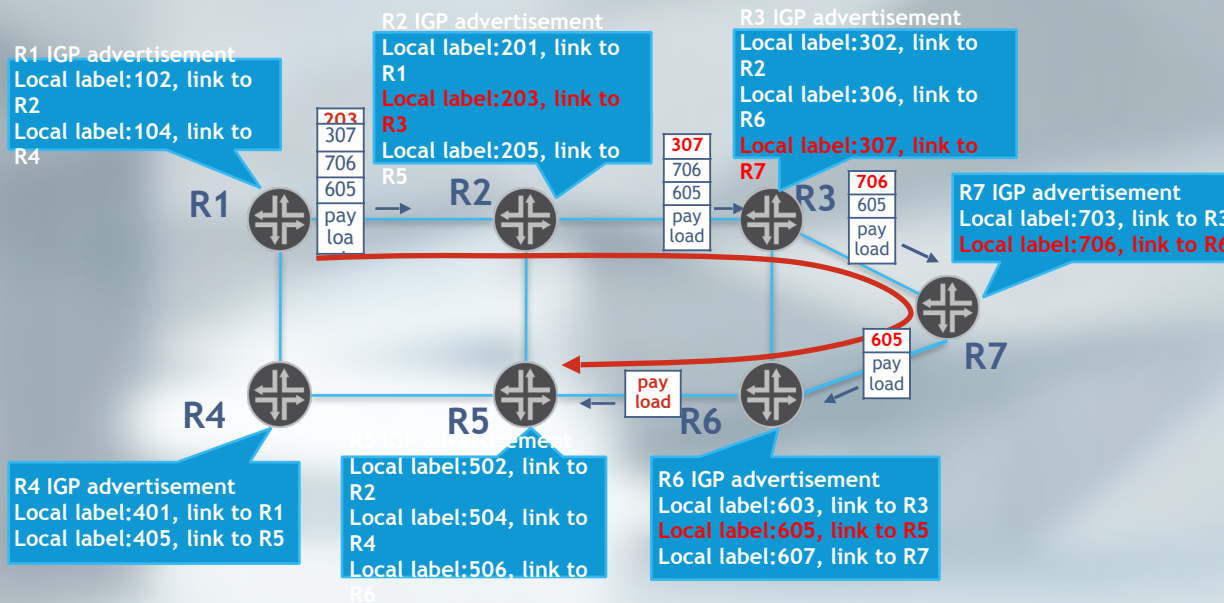 R1 IGP advertisement
Local label:102, link to
R2
Local label:104, link to
R4
R2 IGP advertisement
Local label:201, link to
R1
Local label:203, link to
R3
Local label:205, link to
R5
R3 IGP advertisement
Local label:302, link to
R2
Local label:306, link to
R6
Local label:307, link to
R7
R7 IGP advertisement
Local label:703, link to R3
Local label:706, link to R6
R1
203
307
706
605
pay
loa
R2
307
706
605
pay
load
R3
706
605
pay
load
R7
605
pay
load
R4
R5
pay
load
R6
R4 IGP advertisement
Local label:401, link to R1
Local label:405, link to R5
R5 IGP advertisement
Local label:502, link to
R2
Local label:504, link to
R4
Local label:506, link to
R6
R6 IGP advertisement
Local label:603, link to R3
Local label:605, link to R5
Local label:607, link to R7